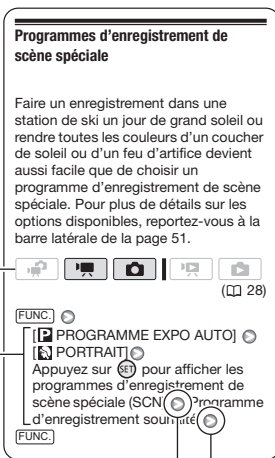 Programmes d'enregistrement de
scène spéciale
Faire un enregistrement dans une
station de ski un jour de grand soleil ou
rendre toutes les couleurs d'un coucher
de soleil ou d'un feu d'artifice devient
aussi facile que de choisir un
programme d'enregistrement de scène
spéciale. Pour plus de détails sur les
options disponibles, reportez-vous à la
barre latérale de la page 51.
( 28)
FUNC.
[P PROGRAMME EXPO AUTO]
[PORTRAIT]
Appuyez sur SET pour afficher les
programmes d'enregistrement de
scène spéciale (SCN) Programme
d'enregistrement souhaité
FUNC.